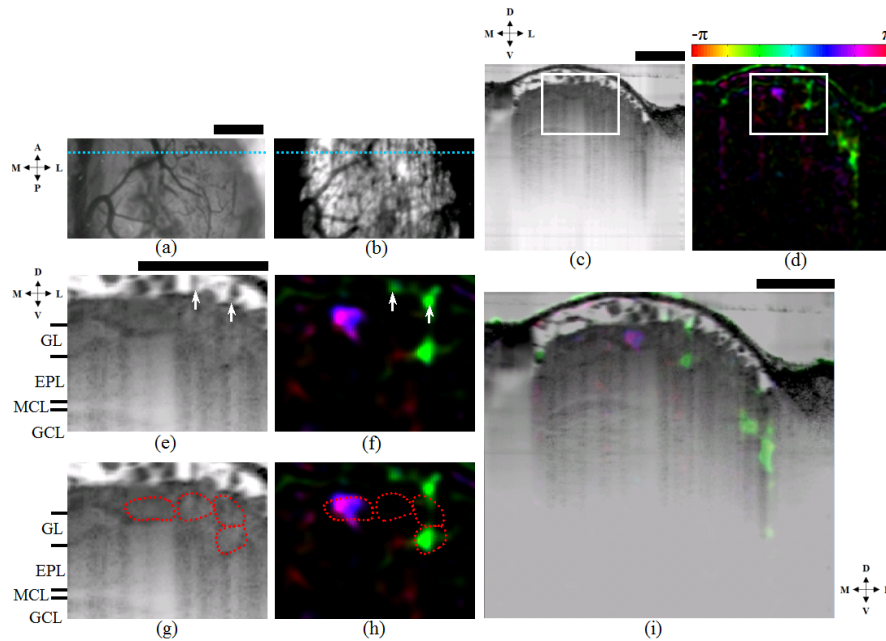 D
M L
V
-π π
A
M L
P
(a) (b)
(c) (d)
D
M L
V
GL
EPL
MCL
GCL
(e) (f)
GL
EPL
MCL
GCL
(g) (h)
D
M
V
(i)